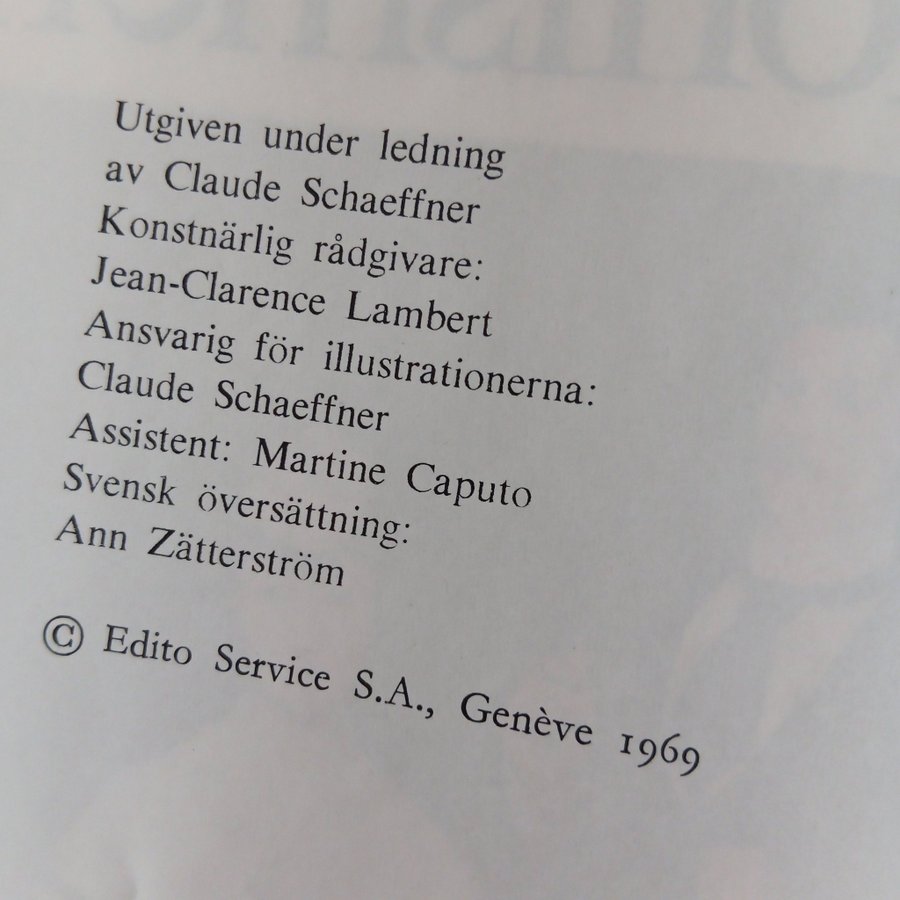 Utgiven under ledning
av Claude Schaeffner
Konstnärlig rådgivare:
Jean-Clarence Lambert
Ansvarig för illustrationerna:
Claude Schaeffner
Assistent: Martine Caputo
Svensk översättning:
Ann Zätterström
© Edito Service S.A., Genève 1969